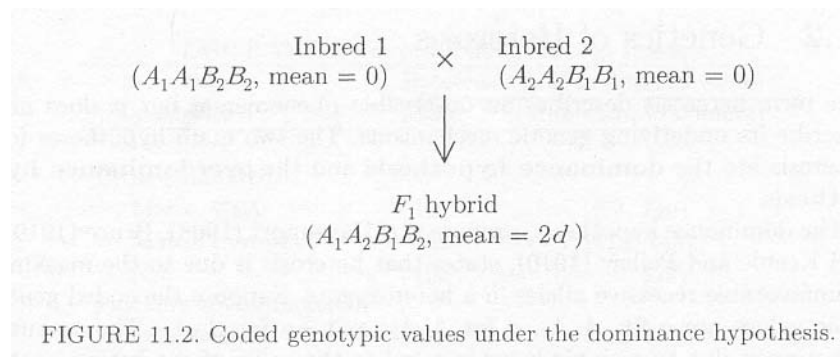 Inbred 1 × Inbred 2
(A₁A₁B₂B₂, mean = 0) (A₂A₂B₁B₁, mean = 0)
F₁ hybrid
(A₁A₂B₁B₂, mean = 2d)
FIGURE 11.2. Coded genotypic values under the dominance hypothesis.